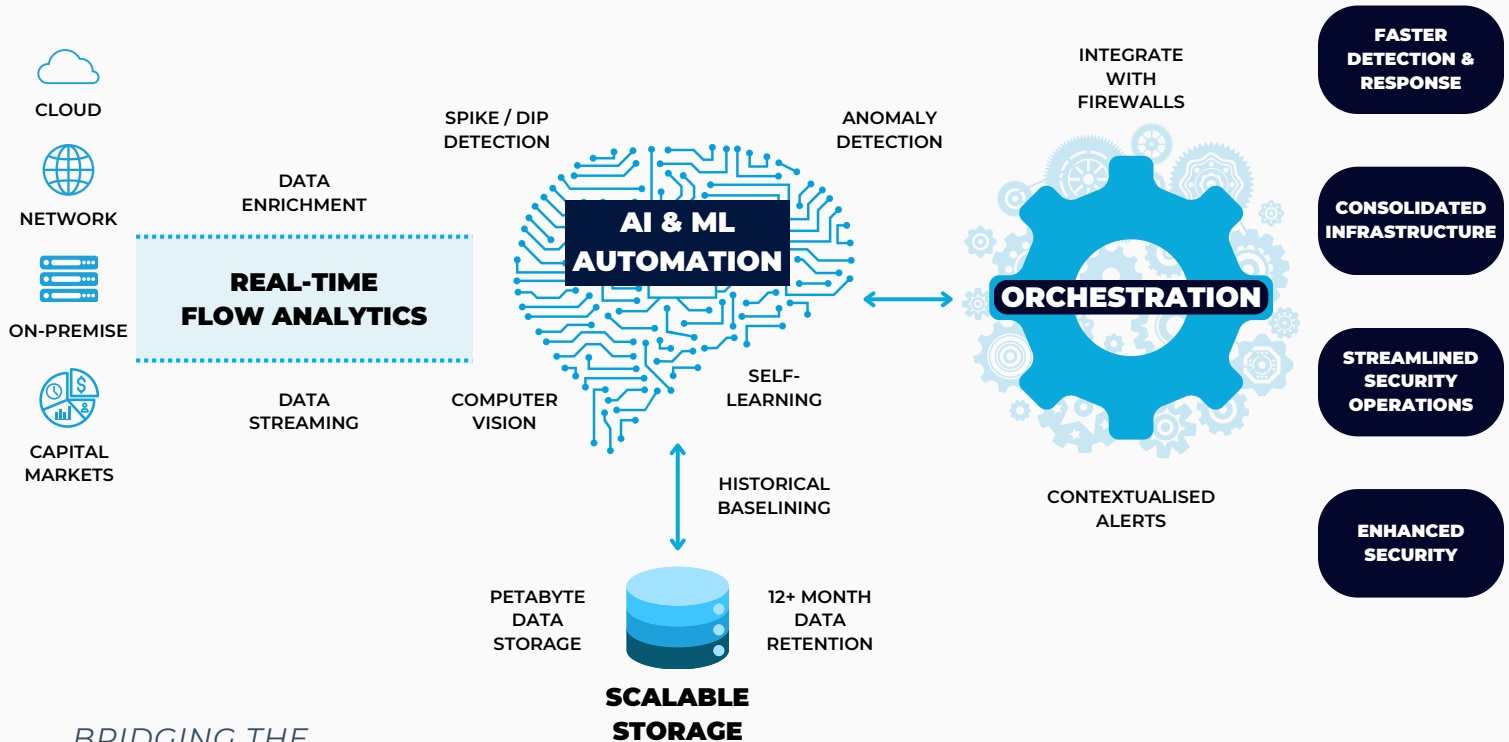 CLOUD
NETWORK
ON-PREMISE
CAPITAL
MARKETS
DATA
ENRICHMENT
REAL-TIME
FLOW ANALYTICS
DATA
STREAMING
SPIKE / DIP
DETECTION
ANOMALY
DETECTION
AI & ML
AUTOMATION
COMPUTER
VISION
SELF-
LEARNING
HISTORICAL
BASELINING
PETABYTE
DATA
STORAGE
12+ MONTH
DATA
RETENTION
SCALABLE
STORAGE
INTEGRATE
WITH
FIREWALLS
ORCHESTRATION
CONTEXTUALISED
ALERTS
FASTER
DETECTION &
RESPONSE
CONSOLIDATED
INFRASTRUCTURE
STREAMLINED
SECURITY
OPERATIONS
ENHANCED
SECURITY
BRIDGING THE